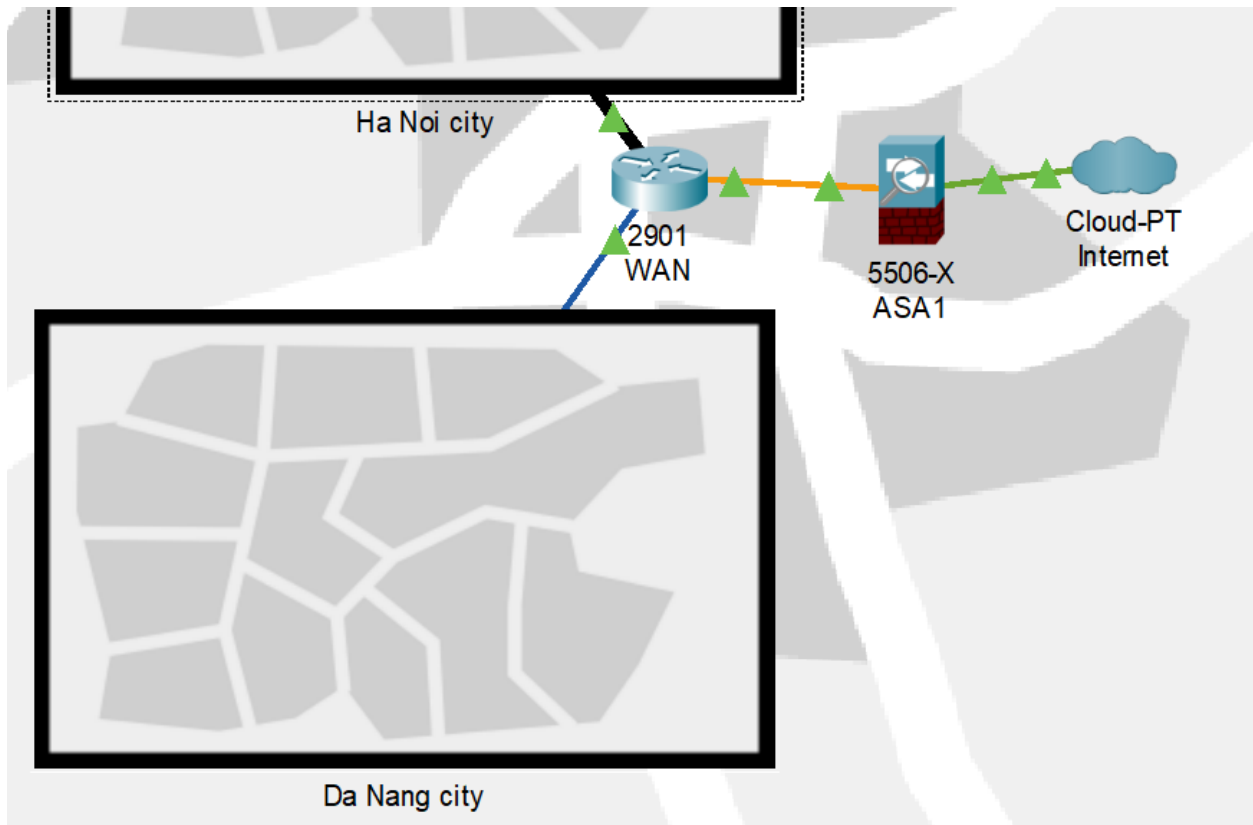 Ha Noi city
2901
WAN
5506-X
ASA1
Cloud-PT
Internet
Da Nang city